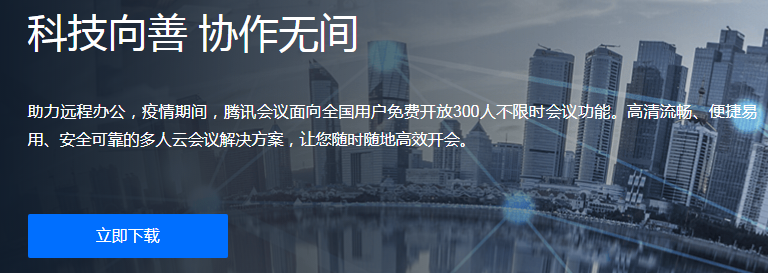 科技向善 协作无间
助力远程办公，疫情期间，腾讯会议面向全国用户免费开放300人不限时会议功能。高清流畅、便捷易
用、安全可靠的多人云会议解决方案，让您随时随地高效开会。
立即下载